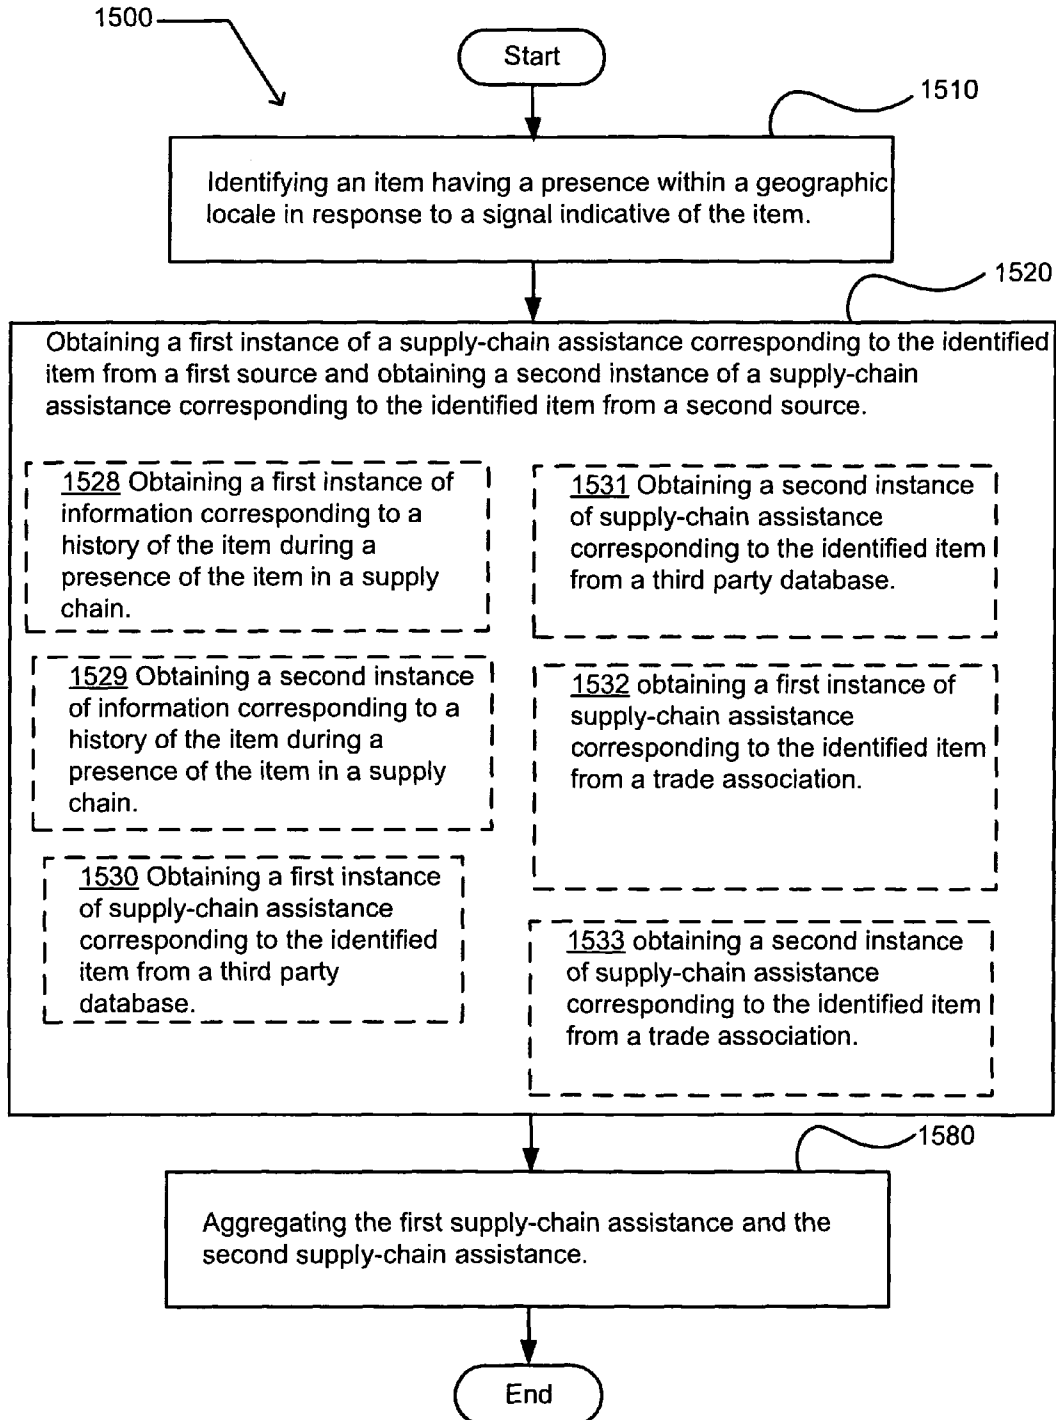 1500
Start
1510
Identifying an item having a presence within a geographic
locale in response to a signal indicative of the item.
1520
Obtaining a first instance of a supply-chain assistance corresponding to the identified
item from a first source and obtaining a second instance of a supply-chain
assistance corresponding to the identified item from a second source.
1528 Obtaining a first instance of
information corresponding to a
history of the item during a
presence of the item in a supply
chain.
1529 Obtaining a second instance
of information corresponding to a
history of the item during a
presence of the item in a supply
chain.
1530 Obtaining a first instance
of supply-chain assistance
corresponding to the identified
item from a third party
database.
1531 Obtaining a second instance
of supply-chain assistance
corresponding to the identified item
from a third party database.
1532 obtaining a first instance of
supply-chain assistance
corresponding to the identified item
from a trade association.
1533 obtaining a second instance
of supply-chain assistance
corresponding to the identified item
from a trade association.
1580
Aggregating the first supply-chain assistance and the
second supply-chain assistance.
End